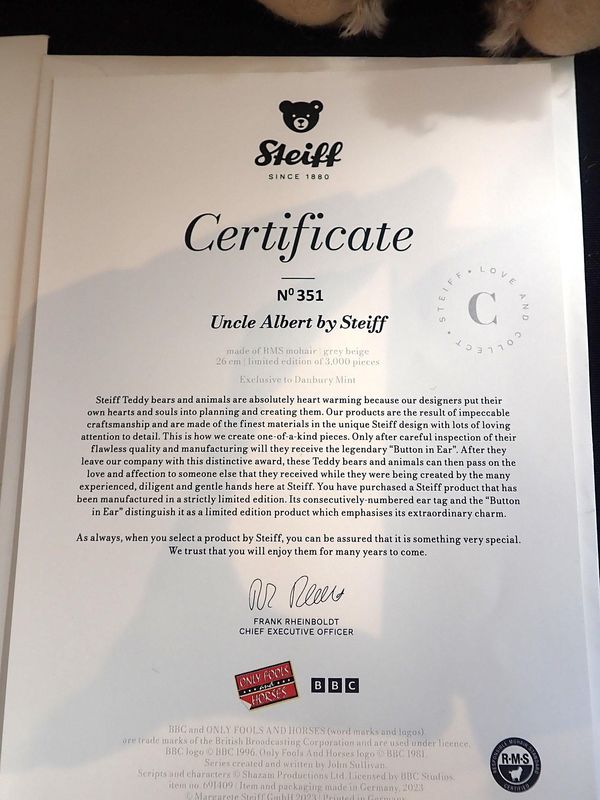 Steiff
SINCE 1880
Certificate
Nº 351
Uncle Albert by Steiff
STEIFF • LOVE AND COLLECT •
C
made of RMS mohair | grey beige
26 cm | limited edition of 3,000 pieces
Exclusive to Danbury Mint
Steiff Teddy bears and animals are absolutely heart warming because our designers put their
own hearts and souls into planning and creating them. Our products are the result of impeccable
craftsmanship and are made of the finest materials in the unique Steiff design with lots of loving
attention to detail. This is how we create one-of-a-kind pieces. Only after careful inspection of their
flawless quality and manufacturing will they receive the legendary “Button in Ear”. After they
leave our company with this distinctive award, these Teddy bears and animals can then pass on the
love and affection to someone else that they received while they were being created by the many
experienced, diligent and gentle hands here at Steiff. You have purchased a Steiff product that has
been manufactured in a strictly limited edition. Its consecutively-numbered ear tag and the “Button
in Ear” distinguish it as a limited edition product which emphasises its extraordinary charm.
As always, when you select a product by Steiff, you can be assured that it is something very special.
We trust that you will enjoy them for many years to come.
FRANK RHEINBOLDT
CHIEF EXECUTIVE OFFICER
ONLY FOOLS
and
HORSES
BBC
BBC and ONLY FOOLS AND HORSES (word marks and logos)
are trade marks of the British Broadcasting Corporation and are used under licence.
BBC logo © BBC 1996. Only Fools And Horses logo © BBC 1981.
Series created and written by John Sullivan.
Scripts and characters © Shazam Productions Ltd. Licensed by BBC Studios.
item no. 691409 | Item and packaging made in Germany, 2023
© Margarete Steiff GmbH 2023 | Printed in Germany
RESPONSIBLE MOHAIR STANDARD
R·M·S
CERTIFIED